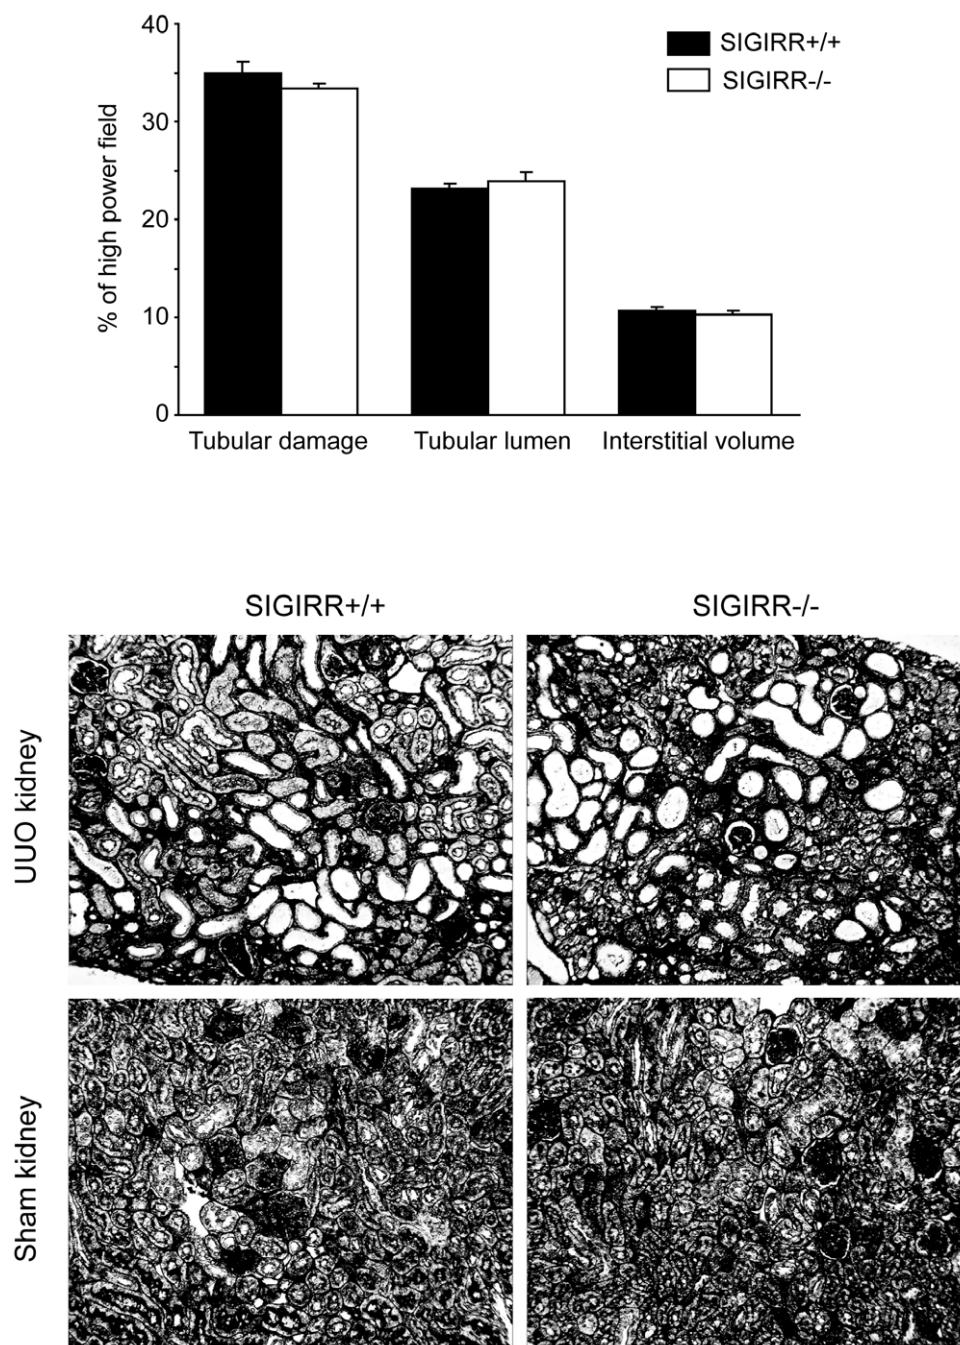 40
30
20
10
0
% of high power field
SIGIRR+/+
SIGIRR-/-
Tubular damage
Tubular lumen
Interstitial volume
SIGIRR+/+
SIGIRR-/-
UUO kidney
Sham kidney